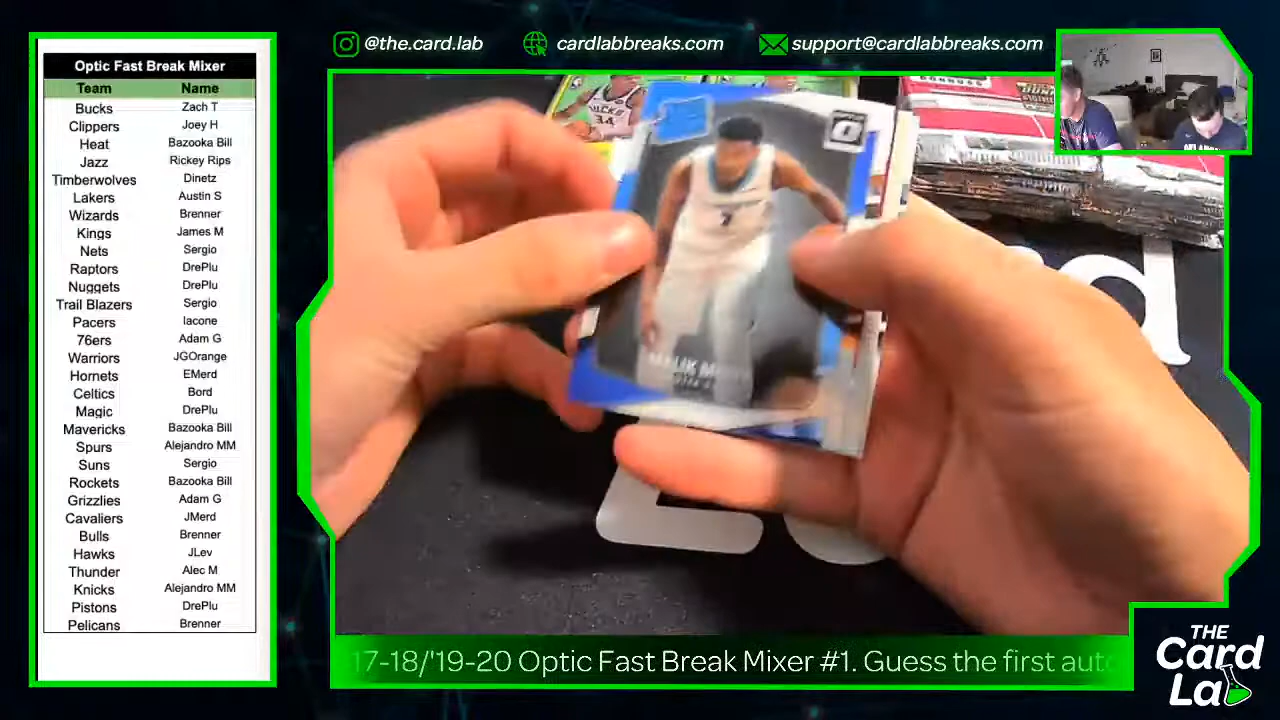 @the.card.lab
cardlabbreaks.com
support@cardlabbreaks.com
Optic Fast Break Mixer
Team Name
Bucks Zach T
Clippers Joey H
Heat Bazooka Bill
Jazz Rickey Rips
Timberwolves Dinetz
Lakers Austin S
Wizards Brenner
Kings James M
Nets Sergio
Raptors DrePlu
Nuggets DrePlu
Trail Blazers Sergio
Pacers Iacone
76ers Adam G
Warriors JGOrange
Hornets EMerd
Celtics Bord
Magic DrePlu
Mavericks Bazooka Bill
Spurs Alejandro MM
Suns Sergio
Rockets Bazooka Bill
Grizzlies Adam G
Cavaliers JMerd
Bulls Brenner
Hawks JLev
Thunder Alec M
Knicks Alejandro MM
Pistons DrePlu
Pelicans Brenner
BUCKS
34
17-18/'19-20 Optic Fast Break Mixer #1. Guess the first auto
THE
Card
Lab